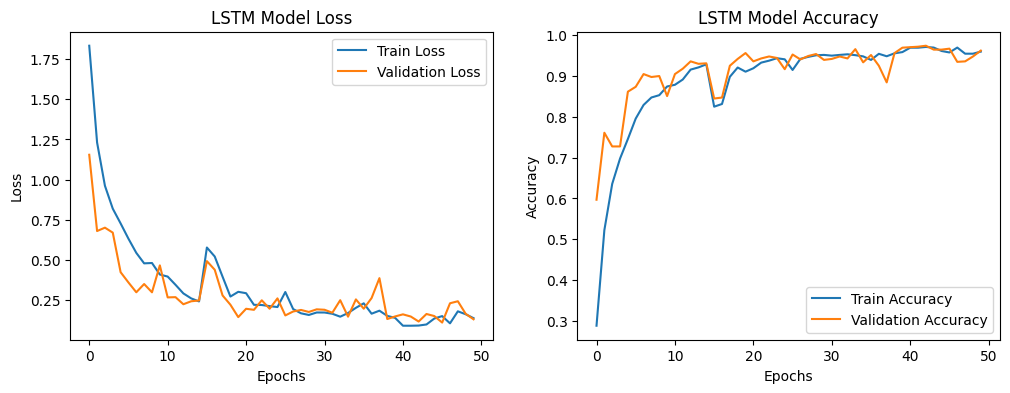 LSTM Model Loss
Train Loss
Validation Loss
1.75
1.50
1.25
1.00
0.75
0.50
0.25
Loss
0 10 20 30 40 50
Epochs
LSTM Model Accuracy
1.0
0.9
0.8
0.7
0.6
0.5
0.4
0.3
Accuracy
Train Accuracy
Validation Accuracy
0 10 20 30 40 50
Epochs